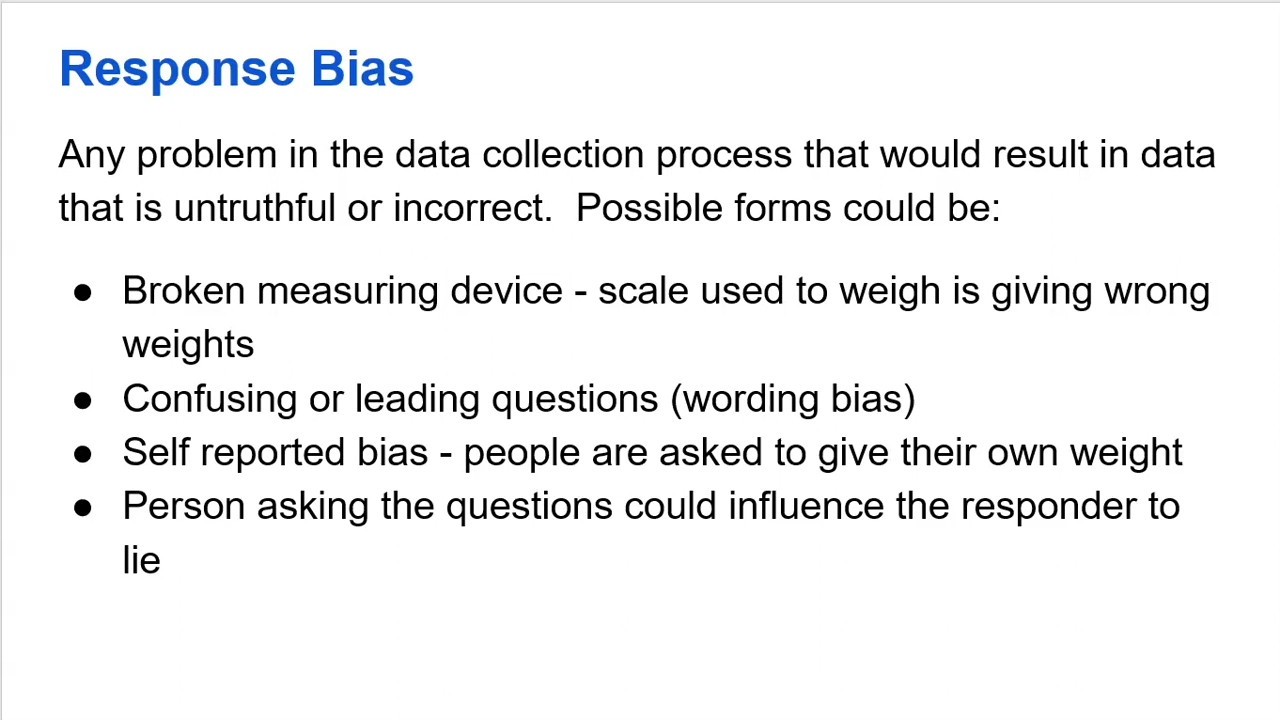 Response Bias
Any problem in the data collection process that would result in data
that is untruthful or incorrect.  Possible forms could be:
● Broken measuring device - scale used to weigh is giving wrong
weights
● Confusing or leading questions (wording bias)
● Self reported bias - people are asked to give their own weight
● Person asking the questions could influence the responder to
lie